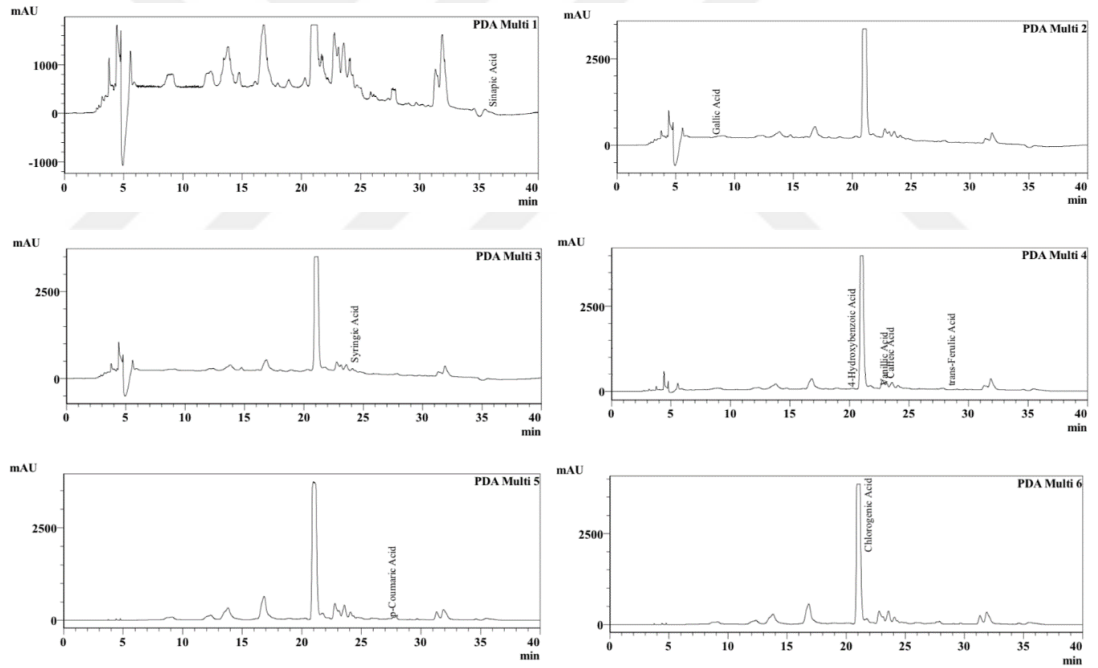 mAU
PDA Multi 1
1000
0
-1000
Sinapic Acid
0 5 10 15 20 25 30 35 40
min
mAU
PDA Multi 2
2500
0
Gallic Acid
0 5 10 15 20 25 30 35 40
min
mAU
PDA Multi 3
2500
0
Syringic Acid
0 5 10 15 20 25 30 35 40
min
mAU
PDA Multi 4
2500
0
4-Hydroxybenzoic Acid
Vanillic Acid
Caffeic Acid
trans-Ferulic Acid
0 5 10 15 20 25 30 35 40
min
mAU
PDA Multi 5
2500
0
p-Coumaric Acid
0 5 10 15 20 25 30 35 40
min
mAU
PDA Multi 6
2500
0
Chlorogenic Acid
0 5 10 15 20 25 30 35 40
min